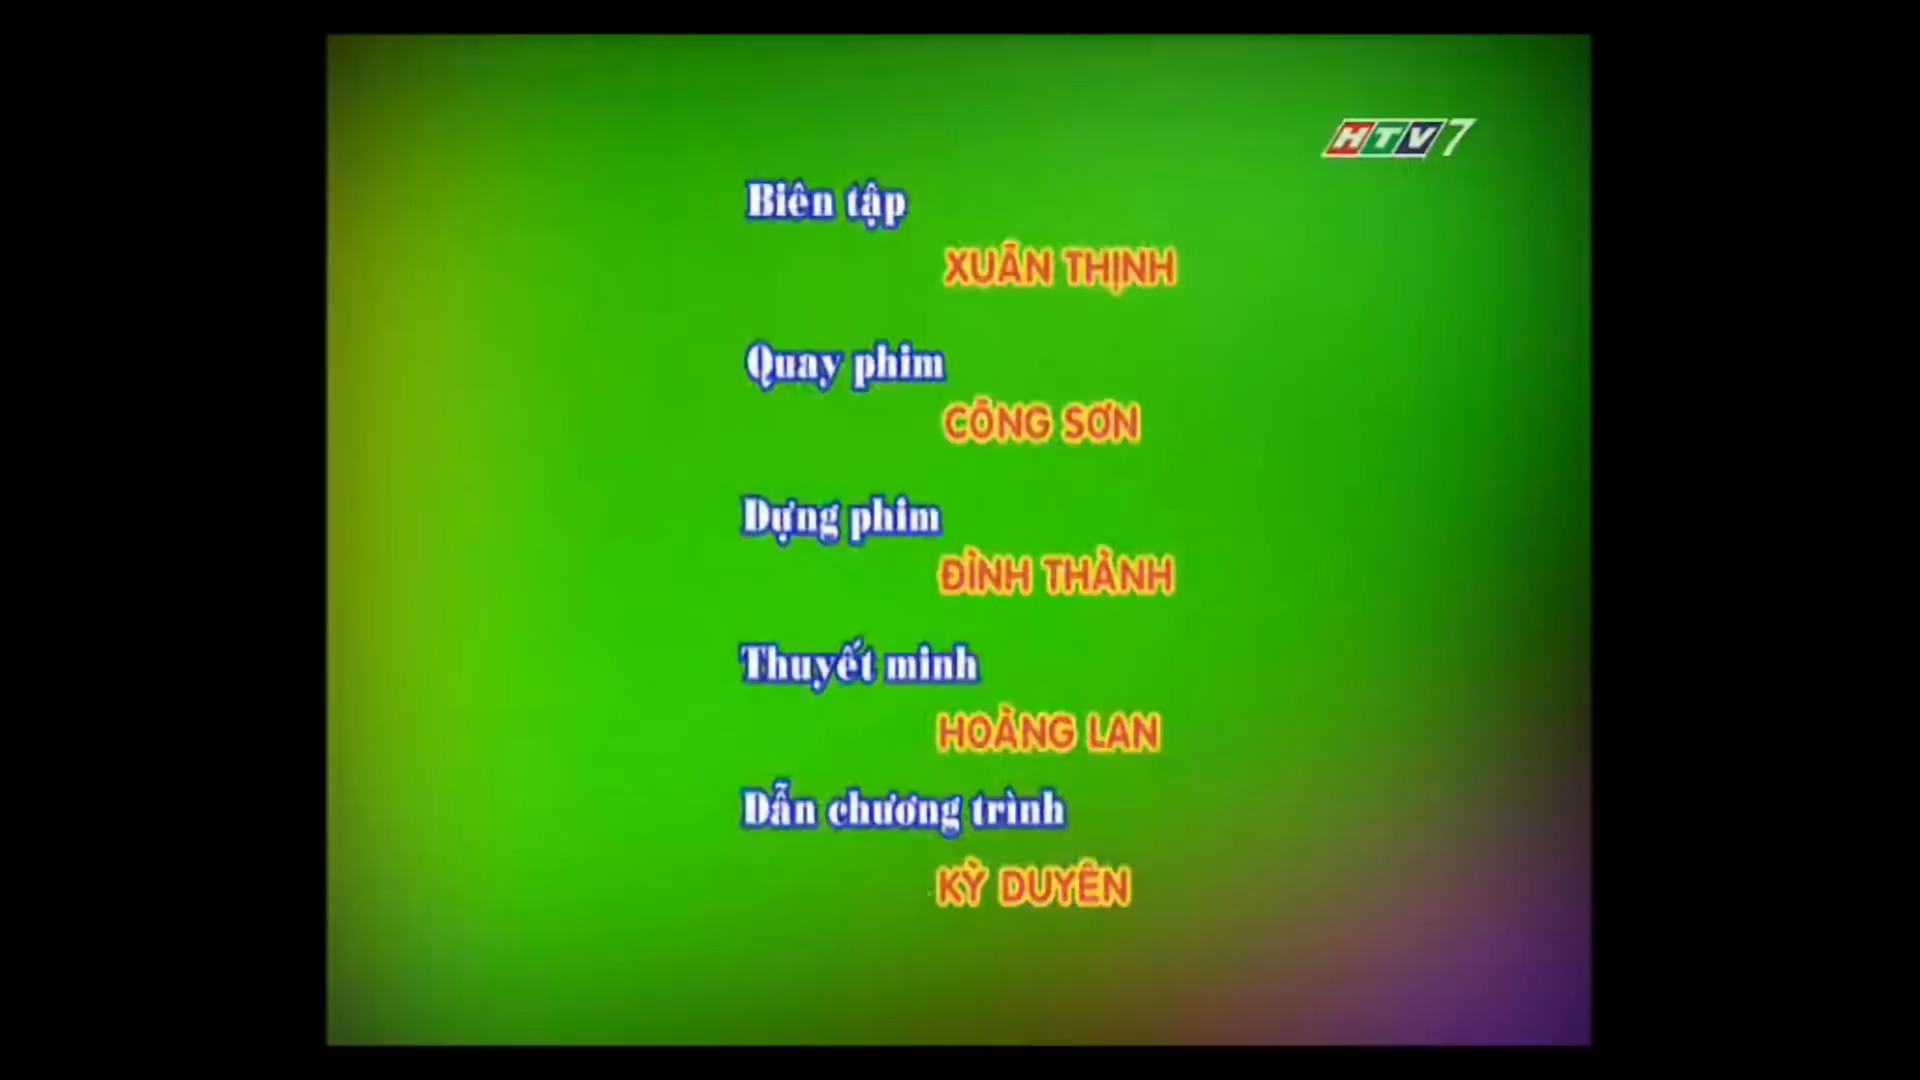 HTV7
Biên tập
XUÂN THỊNH
Quay phim
CÔNG SƠN
Dựng phim
ĐÌNH THÀNH
Thuyết minh
HOÀNG LAN
Dẫn chương trình
KỲ DUYÊN